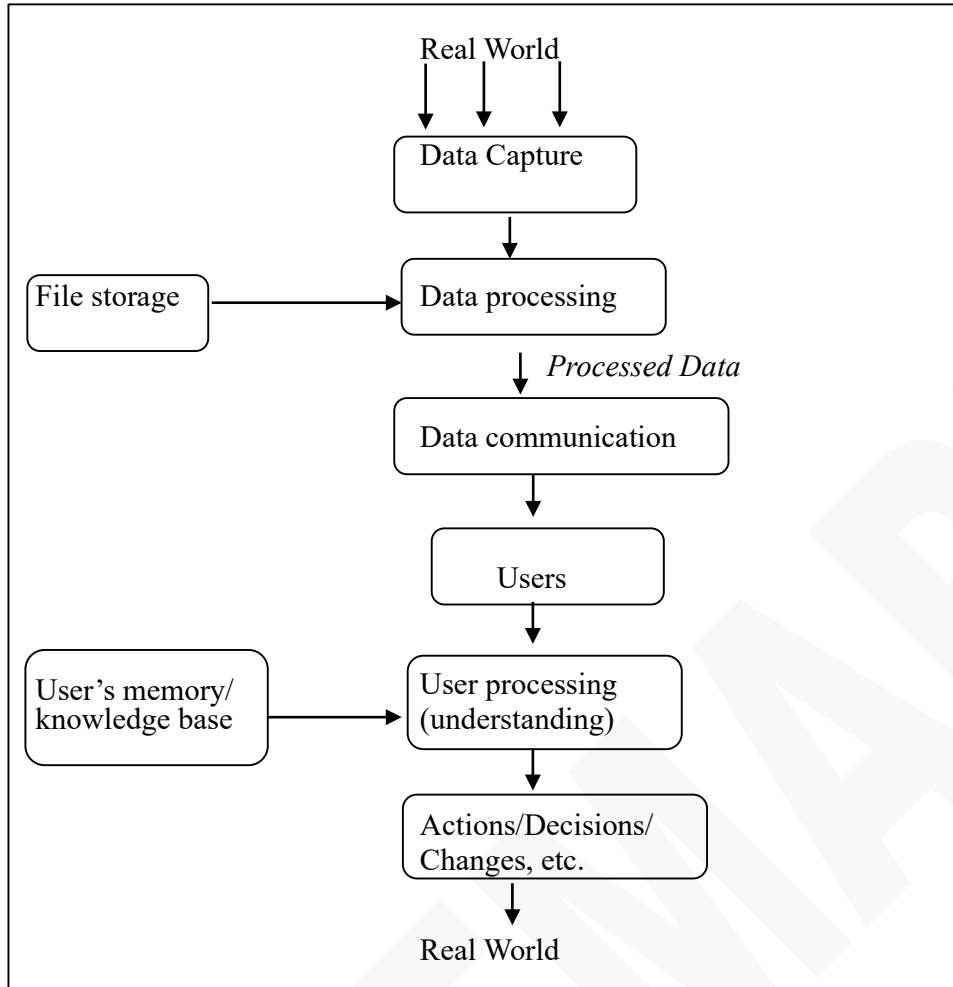 Real World
Data Capture
File storage
Data processing
Processed Data
Data communication
Users
User’s memory/
knowledge base
User processing
(understanding)
Actions/Decisions/
Changes, etc.
Real World